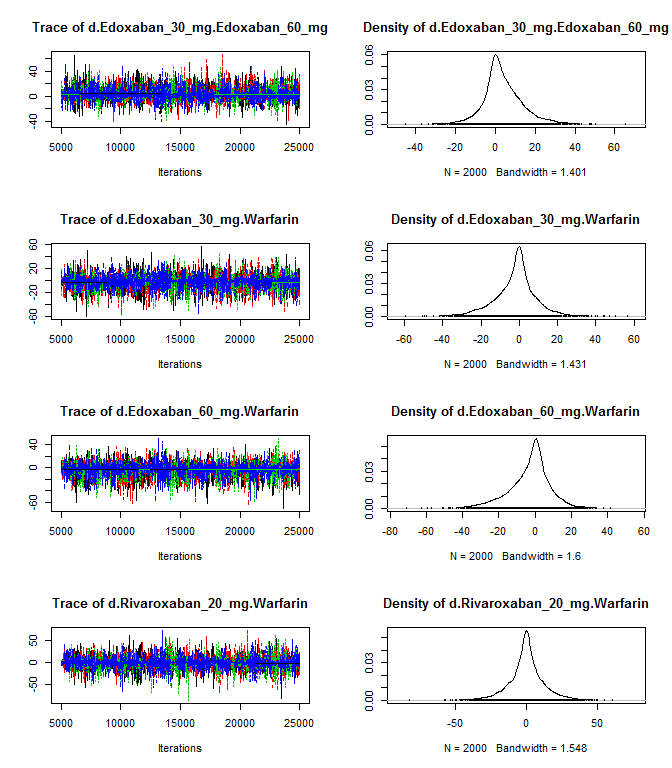 Trace of d.Edoxaban_30_mg.Edoxaban_60_mg
40
0
-40
5000 10000 15000 20000 25000
Iterations
Density of d.Edoxaban_30_mg.Edoxaban_60_mg
0.06
0.03
0.00
-40 -20 0 20 40 60
N = 2000 Bandwidth = 1.401
Trace of d.Edoxaban_30_mg.Warfarin
60
20
-20
-60
5000 10000 15000 20000 25000
Iterations
Density of d.Edoxaban_30_mg.Warfarin
0.06
0.03
0.00
-60 -40 -20 0 20 40 60
N = 2000 Bandwidth = 1.431
Trace of d.Edoxaban_60_mg.Warfarin
40
0
-60
5000 10000 15000 20000 25000
Iterations
Density of d.Edoxaban_60_mg.Warfarin
0.03
0.00
-80 -60 -40 -20 0 20 40 60
N = 2000 Bandwidth = 1.6
Trace of d.Rivaroxaban_20_mg.Warfarin
50
0
-50
5000 10000 15000 20000 25000
Iterations
Density of d.Rivaroxaban_20_mg.Warfarin
0.03
0.00
-50 0 50
N = 2000 Bandwidth = 1.548